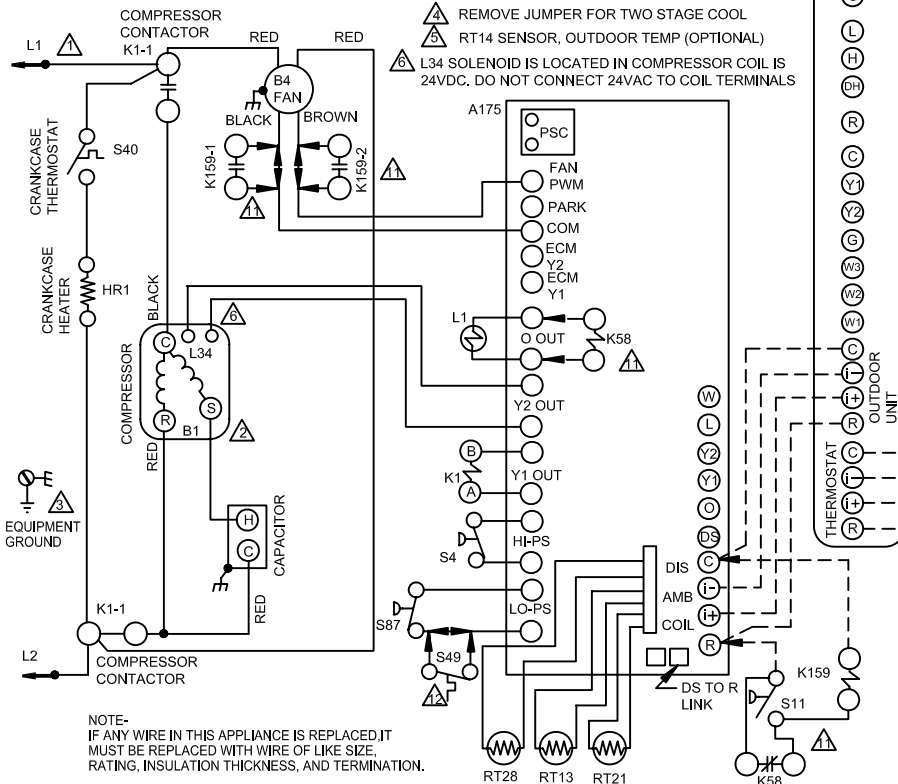 COMPRESSOR
CONTACTOR
K1-1
L1
1
RED
RED
4 REMOVE JUMPER FOR TWO STAGE COOL
5 RT14 SENSOR, OUTDOOR TEMP (OPTIONAL)
6 L34 SOLENOID IS LOCATED IN COMPRESSOR COIL IS
24VDC. DO NOT CONNECT 24VAC TO COIL TERMINALS
B4
FAN
BLACK
BROWN
K159-1
K159-2
11
11
CRANKCASE
THERMOSTAT
S40
CRANKCASE
HEATER
HR1
BLACK
A175
PSC
FAN
PWM
PARK
COM
ECM
Y2
ECM
Y1
L1
O OUT
K58
11
Y2 OUT
B
K1
A
Y1 OUT
S4
HI-PS
S87
LO-PS
S49
12
6
C
L34
COMPRESSOR
R
S
B1
2
RED
H
C
CAPACITOR
RED
EQUIPMENT
GROUND
3
K1-1
L2
COMPRESSOR
CONTACTOR
W
L
Y2
Y1
O
DS
C
i-
i+
R
DIS
AMB
COIL
DS TO R
LINK
RT28
RT13
RT21
K159
S11
11
K58
L
H
DH
R
C
Y1
Y2
G
W3
W2
W1
C
i-
i+
R
OUTDOOR
UNIT
C
i-
i+
R
THERMOSTAT
NOTE-
IF ANY WIRE IN THIS APPLIANCE IS REPLACED,IT
MUST BE REPLACED WITH WIRE OF LIKE SIZE,
RATING, INSULATION THICKNESS, AND TERMINATION.